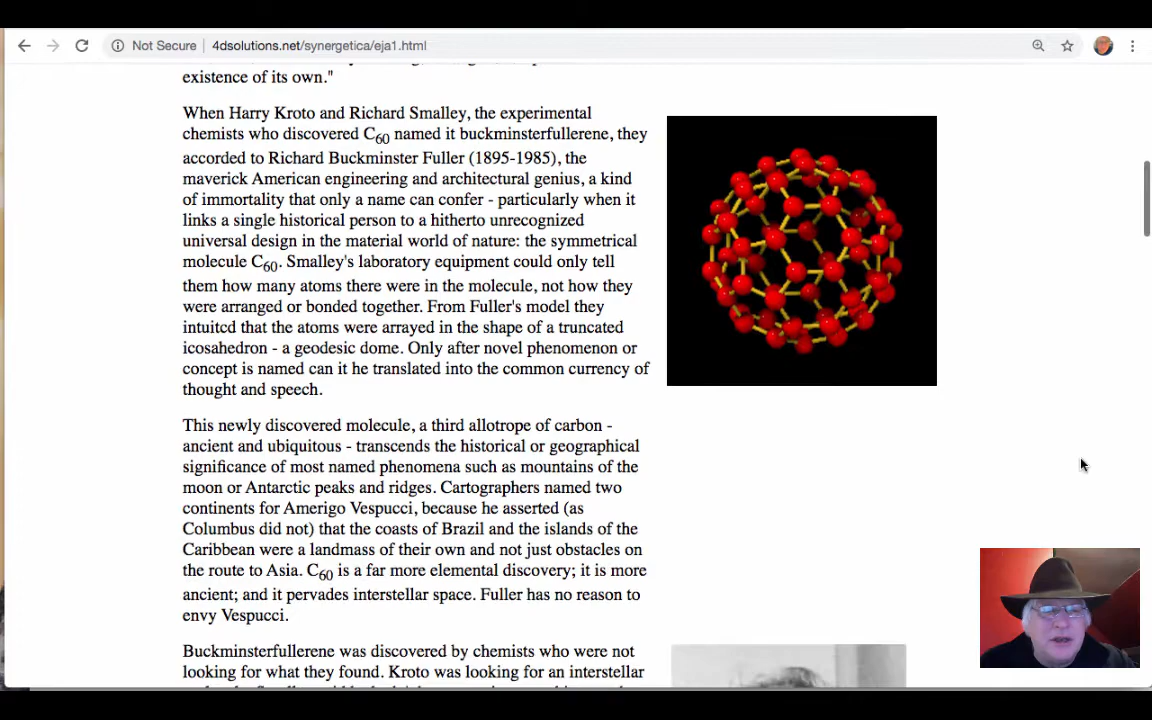 Not Secure
4dsolutions.net/synergetica/eja1.html
existence of its own."
When Harry Kroto and Richard Smalley, the experimental
chemists who discovered C60 named it buckminsterfullerene, they
accorded to Richard Buckminster Fuller (1895-1985), the
maverick American engineering and architectural genius, a kind
of immortality that only a name can confer - particularly when it
links a single historical person to a hitherto unrecognized
universal design in the material world of nature: the symmetrical
molecule C60. Smalley's laboratory equipment could only tell
them how many atoms there were in the molecule, not how they
were arranged or bonded together. From Fuller's model they
intuitcd that the atoms were arrayed in the shape of a truncated
icosahedron - a geodesic dome. Only after novel phenomenon or
concept is named can it he translated into the common currency of
thought and speech.
This newly discovered molecule, a third allotrope of carbon -
ancient and ubiquitous - transcends the historical or geographical
significance of most named phenomena such as mountains of the
moon or Antarctic peaks and ridges. Cartographers named two
continents for Amerigo Vespucci, because he asserted (as
Columbus did not) that the coasts of Brazil and the islands of the
Caribbean were a landmass of their own and not just obstacles on
the route to Asia. C60 is a far more elemental discovery; it is more
ancient; and it pervades interstellar space. Fuller has no reason to
envy Vespucci.
Buckminsterfullerene was discovered by chemists who were not
looking for what they found. Kroto was looking for an interstellar